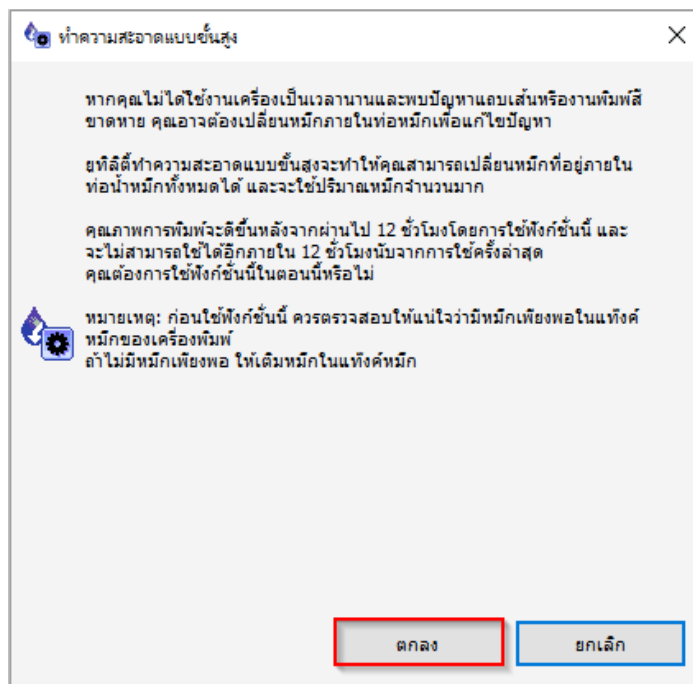 ทำความสะอาดแบบขั้นสูง
หากคุณไม่ได้ใช้งานเครื่องเป็นเวลานานและพบปัญหาแถบเส้นหรืองานพิมพ์สี
ขาดหาย คุณอาจต้องเปลี่ยนหมึกภายในท่อหมึกเพื่อแก้ไขปัญหา
ยูทิลิตี้ทำความสะอาดแบบขั้นสูงจะทำให้คุณสามารถเปลี่ยนหมึกที่อยู่ภายใน
ท่อน้ำหมึกทั้งหมดได้ และจะใช้ปริมาณหมึกจำนวนมาก
คุณภาพการพิมพ์จะดีขึ้นหลังจากผ่านไป 12 ชั่วโมงโดยการใช้ฟังก์ชั่นนี้ และ
จะไม่สามารถใช้ได้อีกภายใน 12 ชั่วโมงนับจากการใช้ครั้งล่าสุด
คุณต้องการใช้ฟังก์ชั่นนี้ในตอนนี้หรือไม่
หมายเหตุ: ก่อนใช้ฟังก์ชั่นนี้ ควรตรวจสอบให้แน่ใจว่ามีหมึกเพียงพอในแท้งค์
หมึกของเครื่องพิมพ์
ถ้าไม่มีหมึกเพียงพอ ให้เติมหมึกในแท้งค์หมึก
ตกลง
ยกเลิก